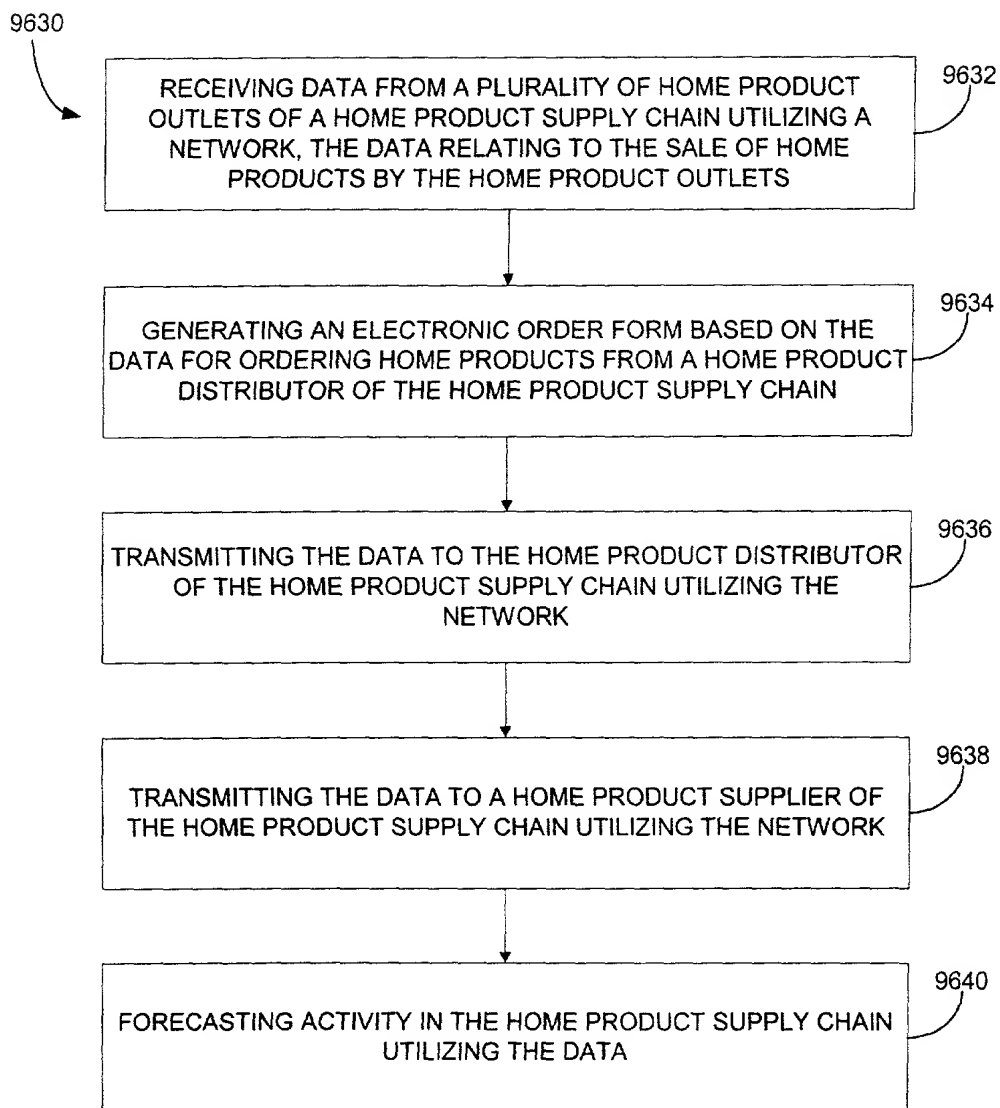 9630
9632
RECEIVING DATA FROM A PLURALITY OF HOME PRODUCT
OUTLETS OF A HOME PRODUCT SUPPLY CHAIN UTILIZING A
NETWORK, THE DATA RELATING TO THE SALE OF HOME
PRODUCTS BY THE HOME PRODUCT OUTLETS
9634
GENERATING AN ELECTRONIC ORDER FORM BASED ON THE
DATA FOR ORDERING HOME PRODUCTS FROM A HOME PRODUCT
DISTRIBUTOR OF THE HOME PRODUCT SUPPLY CHAIN
9636
TRANSMITTING THE DATA TO THE HOME PRODUCT DISTRIBUTOR
OF THE HOME PRODUCT SUPPLY CHAIN UTILIZING THE
NETWORK
9638
TRANSMITTING THE DATA TO A HOME PRODUCT SUPPLIER OF
THE HOME PRODUCT SUPPLY CHAIN UTILIZING THE NETWORK
9640
FORECASTING ACTIVITY IN THE HOME PRODUCT SUPPLY CHAIN
UTILIZING THE DATA